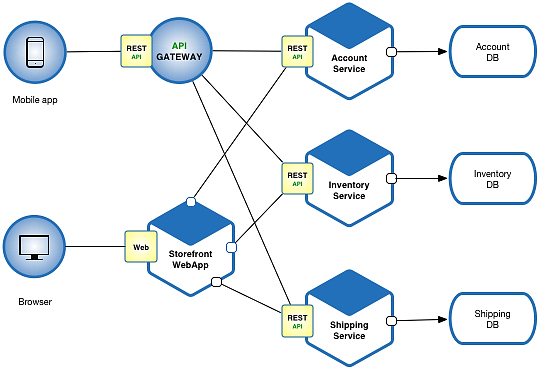 Mobile app
REST
API
API
GATEWAY
REST
API
Account
Service
Account
DB
REST
API
Inventory
Service
Inventory
DB
Browser
Web
Storefront
WebApp
REST
API
Shipping
Service
Shipping
DB